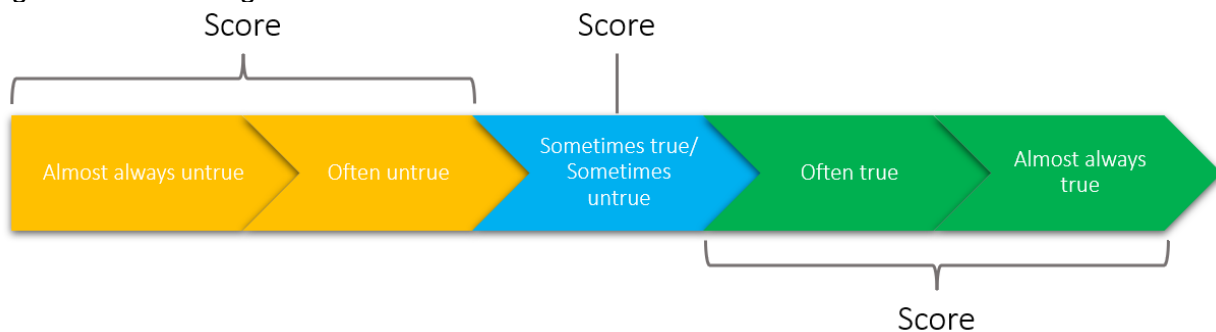 Score
Score
Almost always untrue
Often untrue
Sometimes true/
Sometimes
untrue
Often true
Almost always
true
Score